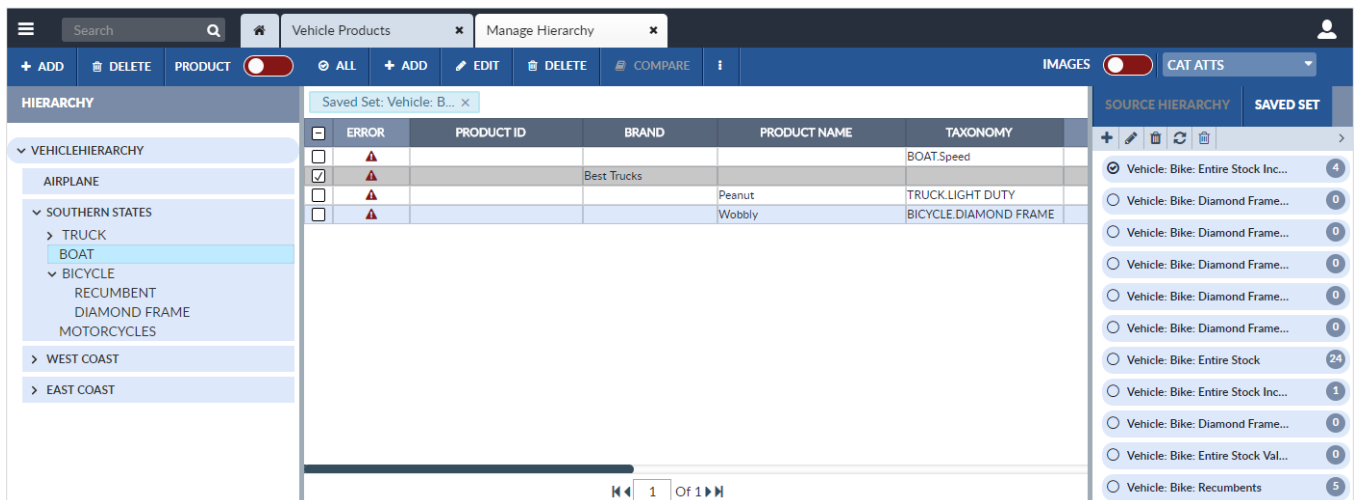 Search
Vehicle Products
Manage Hierarchy
ADD DELETE PRODUCT ALL ADD EDIT DELETE COMPARE IMAGES CAT ATTS
HIERARCHY
VEHICLEHIERARCHY
AIRPLANE
SOUTHERN STATES
TRUCK
BOAT
BICYCLE
RECUMBENT
DIAMOND FRAME
MOTORCYCLES
WEST COAST
EAST COAST
Saved Set: Vehicle: B...
ERROR PRODUCT ID BRAND PRODUCT NAME TAXONOMY
BOAT.Speed
Best Trucks
Peanut TRUCK.LIGHT DUTY
Wobbly BICYCLE.DIAMOND FRAME
1 Of 1
SOURCE HIERARCHY SAVED SET
Vehicle: Bike: Entire Stock Inc... 4
Vehicle: Bike: Diamond Frame... 0
Vehicle: Bike: Diamond Frame... 0
Vehicle: Bike: Diamond Frame... 0
Vehicle: Bike: Diamond Frame... 0
Vehicle: Bike: Diamond Frame... 0
Vehicle: Bike: Entire Stock 24
Vehicle: Bike: Entire Stock Inc... 1
Vehicle: Bike: Diamond Frame... 0
Vehicle: Bike: Entire Stock Val... 0
Vehicle: Bike: Recumbents 5